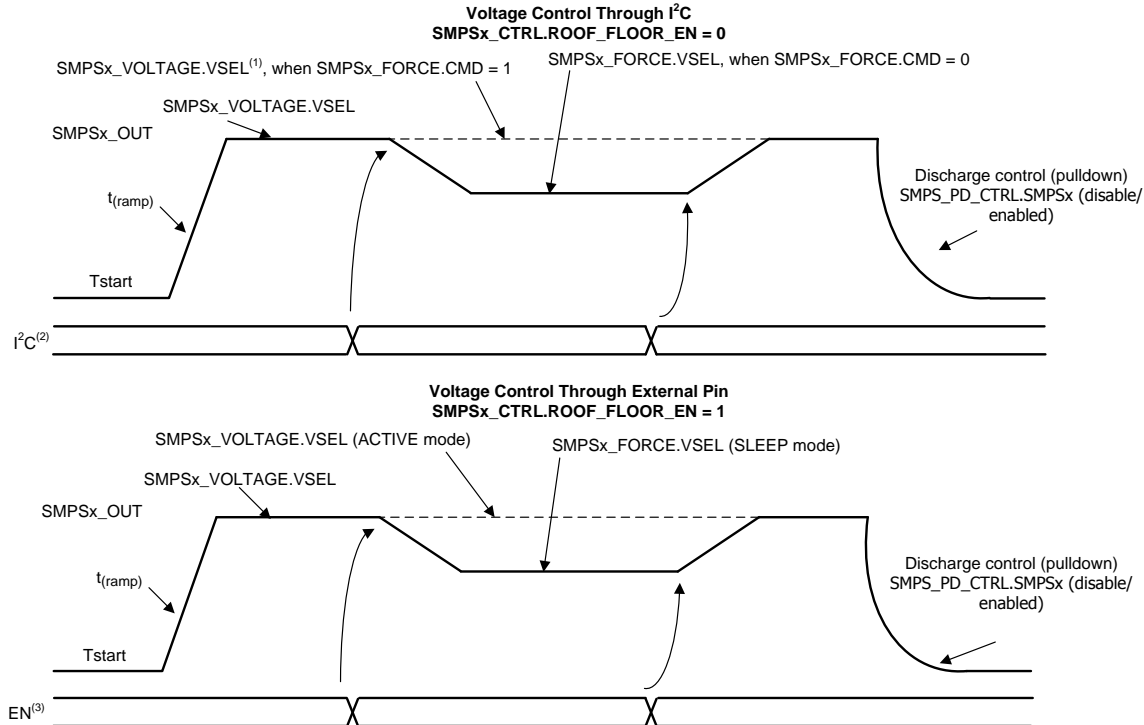 Voltage Control Through I²C
SMPSx_CTRL.ROOF_FLOOR_EN = 0
SMPSx_VOLTAGE.VSEL(1), when SMPSx_FORCE.CMD = 1
SMPSx_FORCE.VSEL, when SMPSx_FORCE.CMD = 0
SMPSx_VOLTAGE.VSEL
SMPSx_OUT
t(ramp)
Tstart
Discharge control (pulldown)
SMPS_PD_CTRL.SMPSx (disable/
enabled)
I²C(2)
Voltage Control Through External Pin
SMPSx_CTRL.ROOF_FLOOR_EN = 1
SMPSx_VOLTAGE.VSEL (ACTIVE mode)
SMPSx_FORCE.VSEL (SLEEP mode)
SMPSx_VOLTAGE.VSEL
SMPSx_OUT
t(ramp)
Tstart
Discharge control (pulldown)
SMPS_PD_CTRL.SMPSx (disable/
enabled)
EN(3)